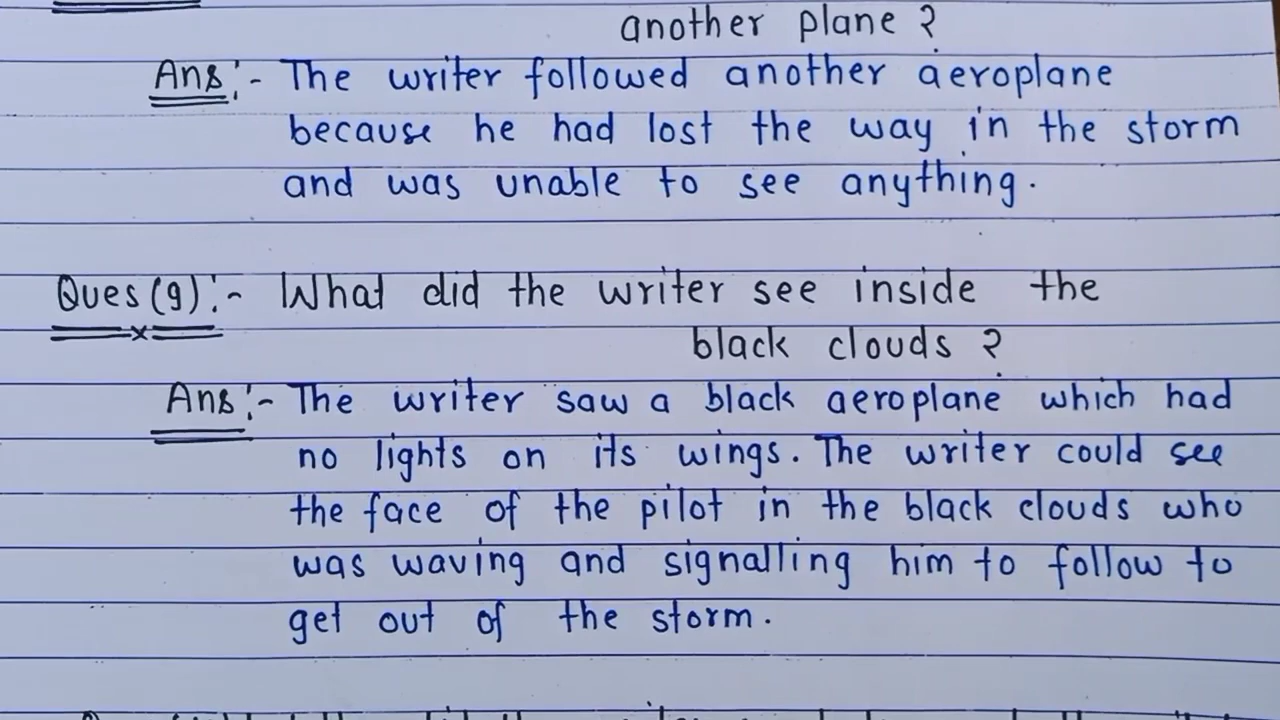 another plane ?
Ans :- The writer followed another aeroplane
because he had lost the way in the storm
and was unable to see anything.
Ques (9) :- What did the writer see inside the
black clouds ?
Ans :- The writer saw a black aeroplane which had
no lights on its wings. The writer could see
the face of the pilot in the black clouds who
was waving and signalling him to follow to
get out of the storm.